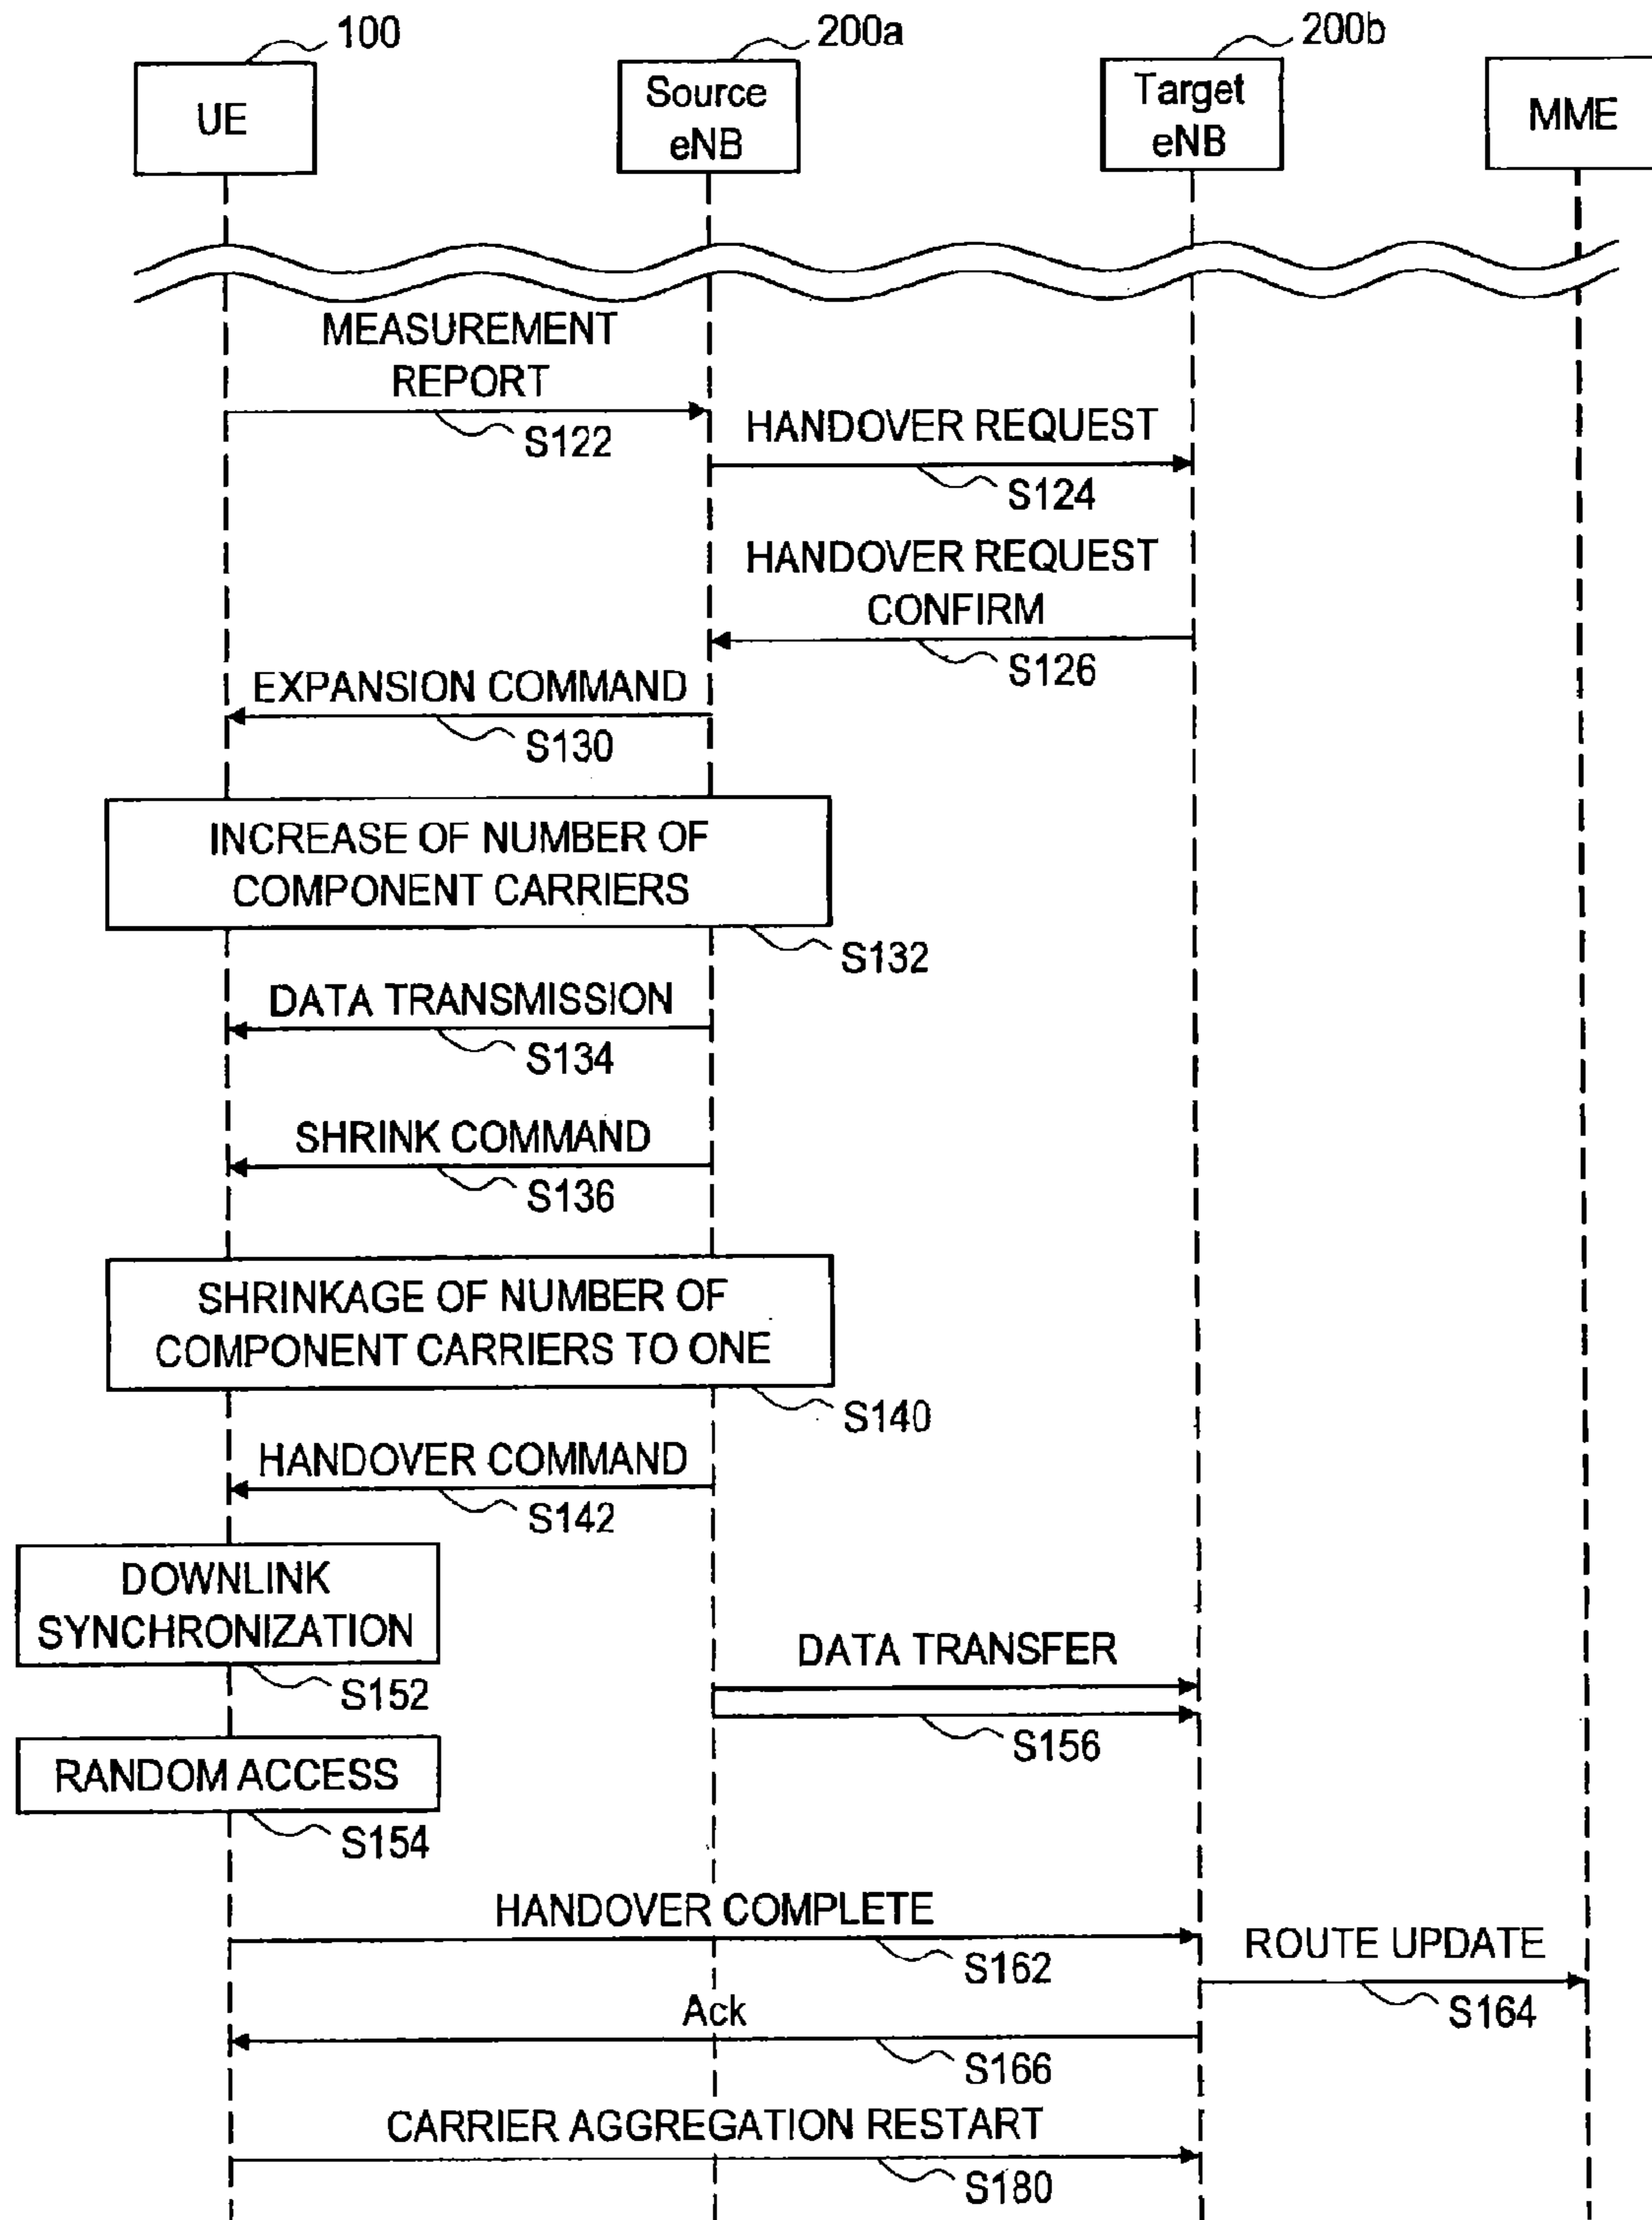 100
200a
200b
UE
Source
eNB
Target
eNB
MME
MEASUREMENT
REPORT
S122
HANDOVER REQUEST
S124
HANDOVER REQUEST
CONFIRM
S126
EXPANSION COMMAND
S130
INCREASE OF NUMBER OF
COMPONENT CARRIERS
S132
DATA TRANSMISSION
S134
SHRINK COMMAND
S136
SHRINKAGE OF NUMBER OF
COMPONENT CARRIERS TO ONE
S140
HANDOVER COMMAND
S142
DOWNLINK
SYNCHRONIZATION
S152
DATA TRANSFER
S156
RANDOM ACCESS
S154
HANDOVER COMPLETE
S162
ROUTE UPDATE
S164
Ack
S166
CARRIER AGGREGATION RESTART
S180